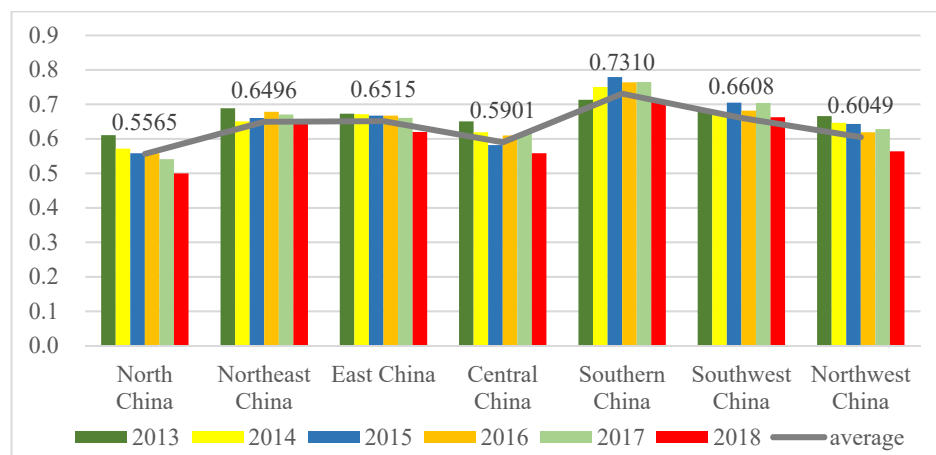 0.9
0.8
0.7
0.6
0.5
0.4
0.3
0.2
0.1
0.0
0.5565
0.6496
0.6515
0.5901
0.7310
0.6608
0.6049
North
China
Northeast
China
East China
Central
China
Southern
China
Southwest
China
Northwest
China
2013
2014
2015
2016
2017
2018
average